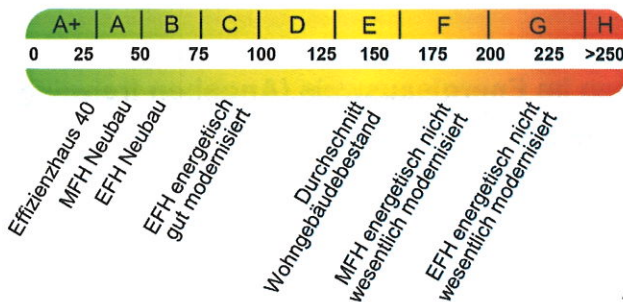 A+ A B C D E F G H
0 25 50 75 100 125 150 175 200 225 >250
Effizienzhaus 40
MFH Neubau
EFH Neubau
EFH energetisch
gut modernisiert
Durchschnitt
Wohngebäudebestand
MFH energetisch nicht
wesentlich modernisiert
EFH energetisch nicht
wesentlich modernisiert